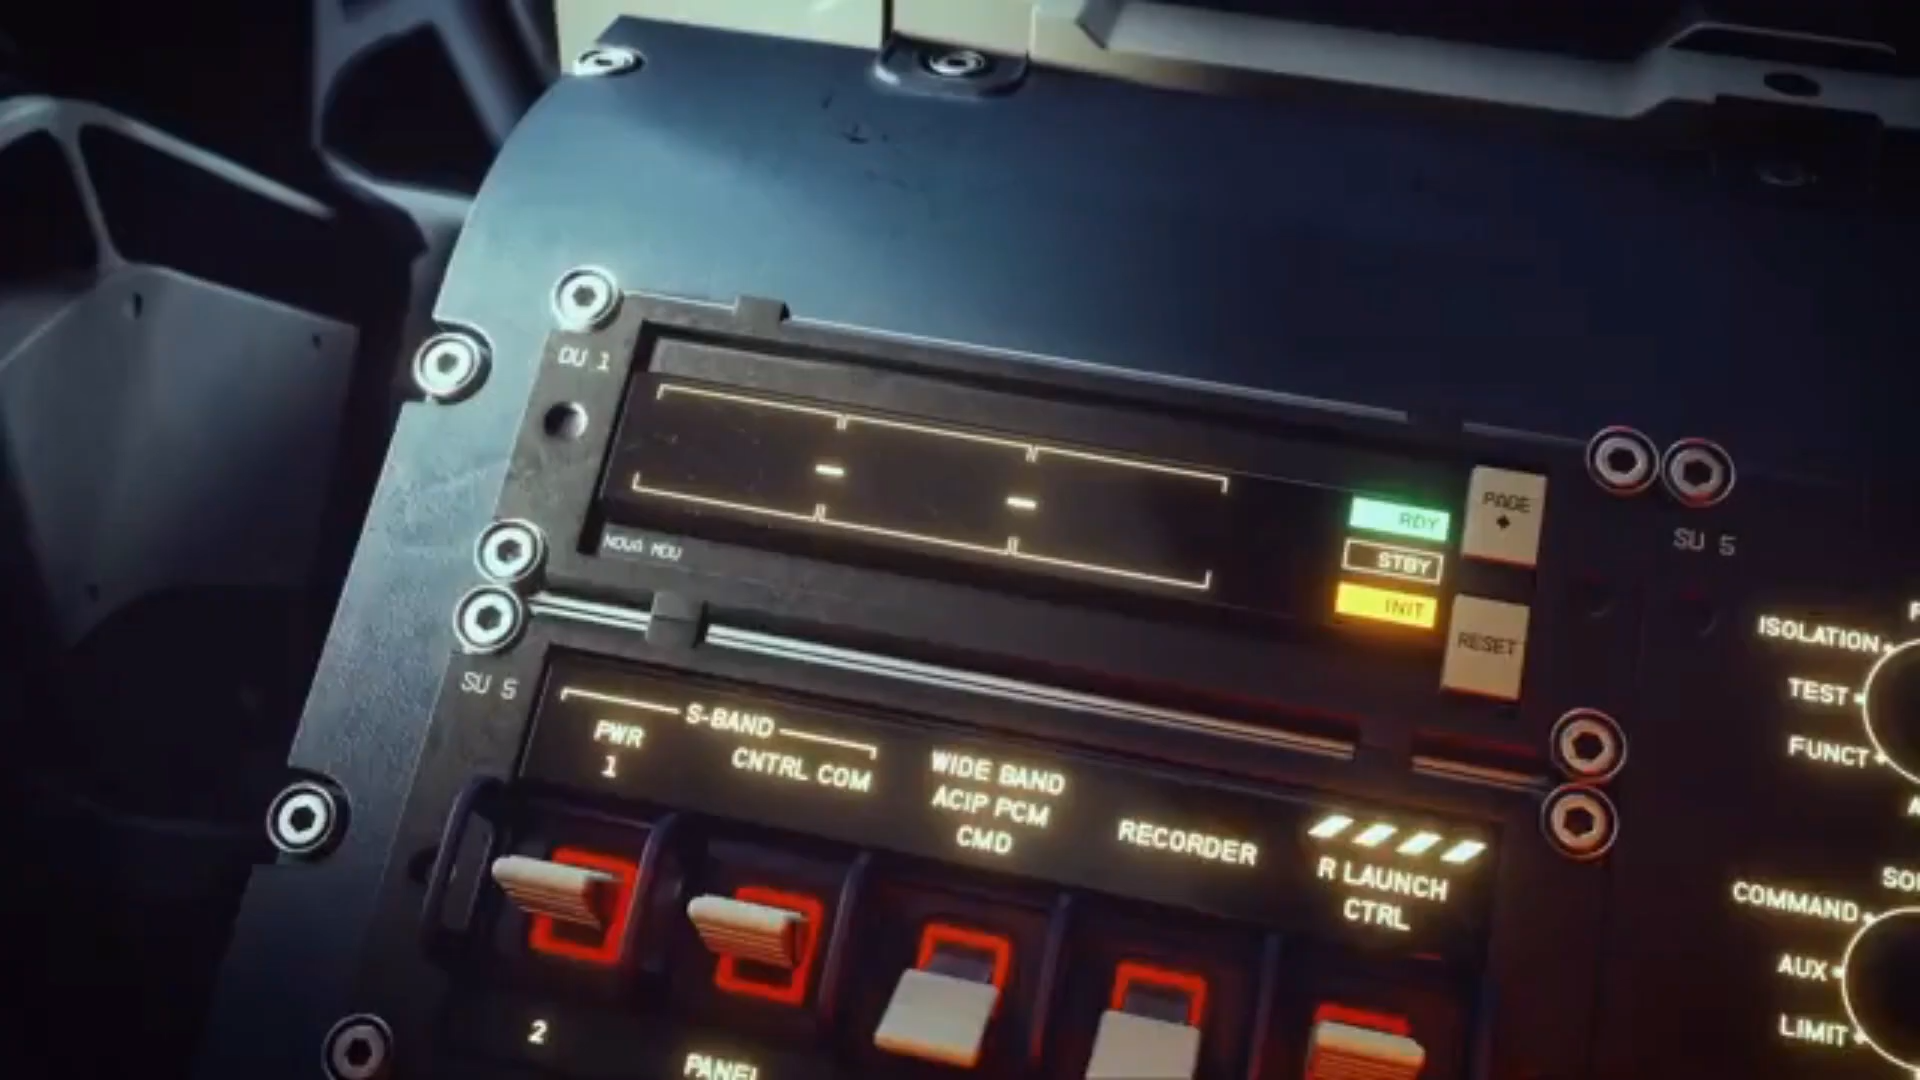 DU 1
RDY
STBY
INIT
PAGE
RESET
NOVA MDU
SU 5
SU 5
S-BAND
PWR
1
CNTRL COM
WIDE BAND
ACIP PCM
CMD
RECORDER
R LAUNCH
CTRL
2
PANEL
ISOLATION
TEST
FUNCT
COMMAND
AUX
LIMIT